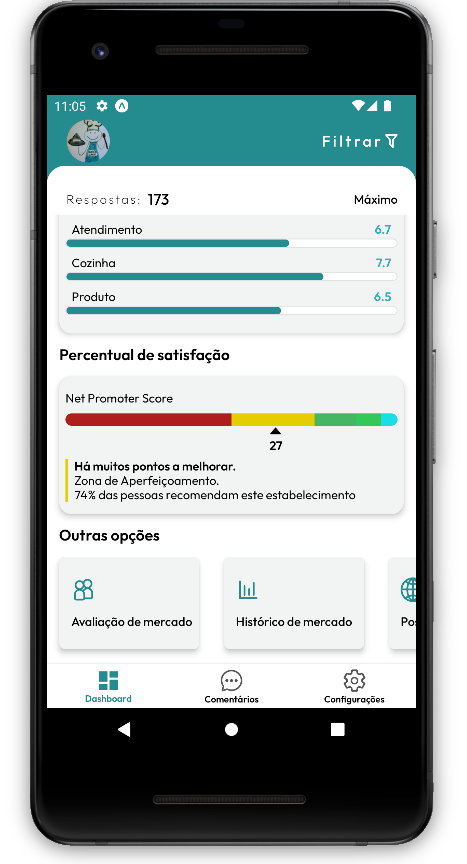 11:05
Filtrar
Respostas: 173
Máximo
Atendimento 6.7
Cozinha 7.7
Produto 6.5
Percentual de satisfação
Net Promoter Score
27
Há muitos pontos a melhorar.
Zona de Aperfeiçoamento.
74% das pessoas recomendam este estabelecimento
Outras opções
Avaliação de mercado
Histórico de mercado
Pos
Dashboard
Comentários
Configurações